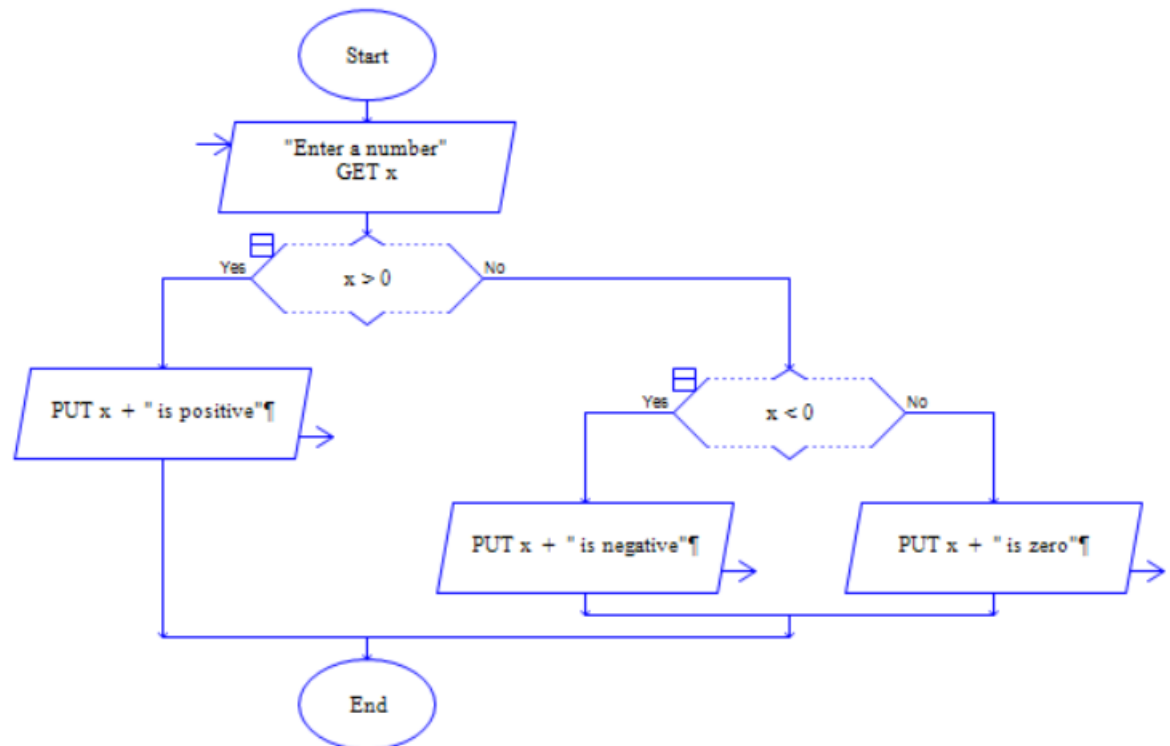 Start
"Enter a number"
GET x
x > 0
Yes
No
PUT x + " is positive"¶
x < 0
Yes
No
PUT x + " is negative"¶
PUT x + " is zero"¶
End